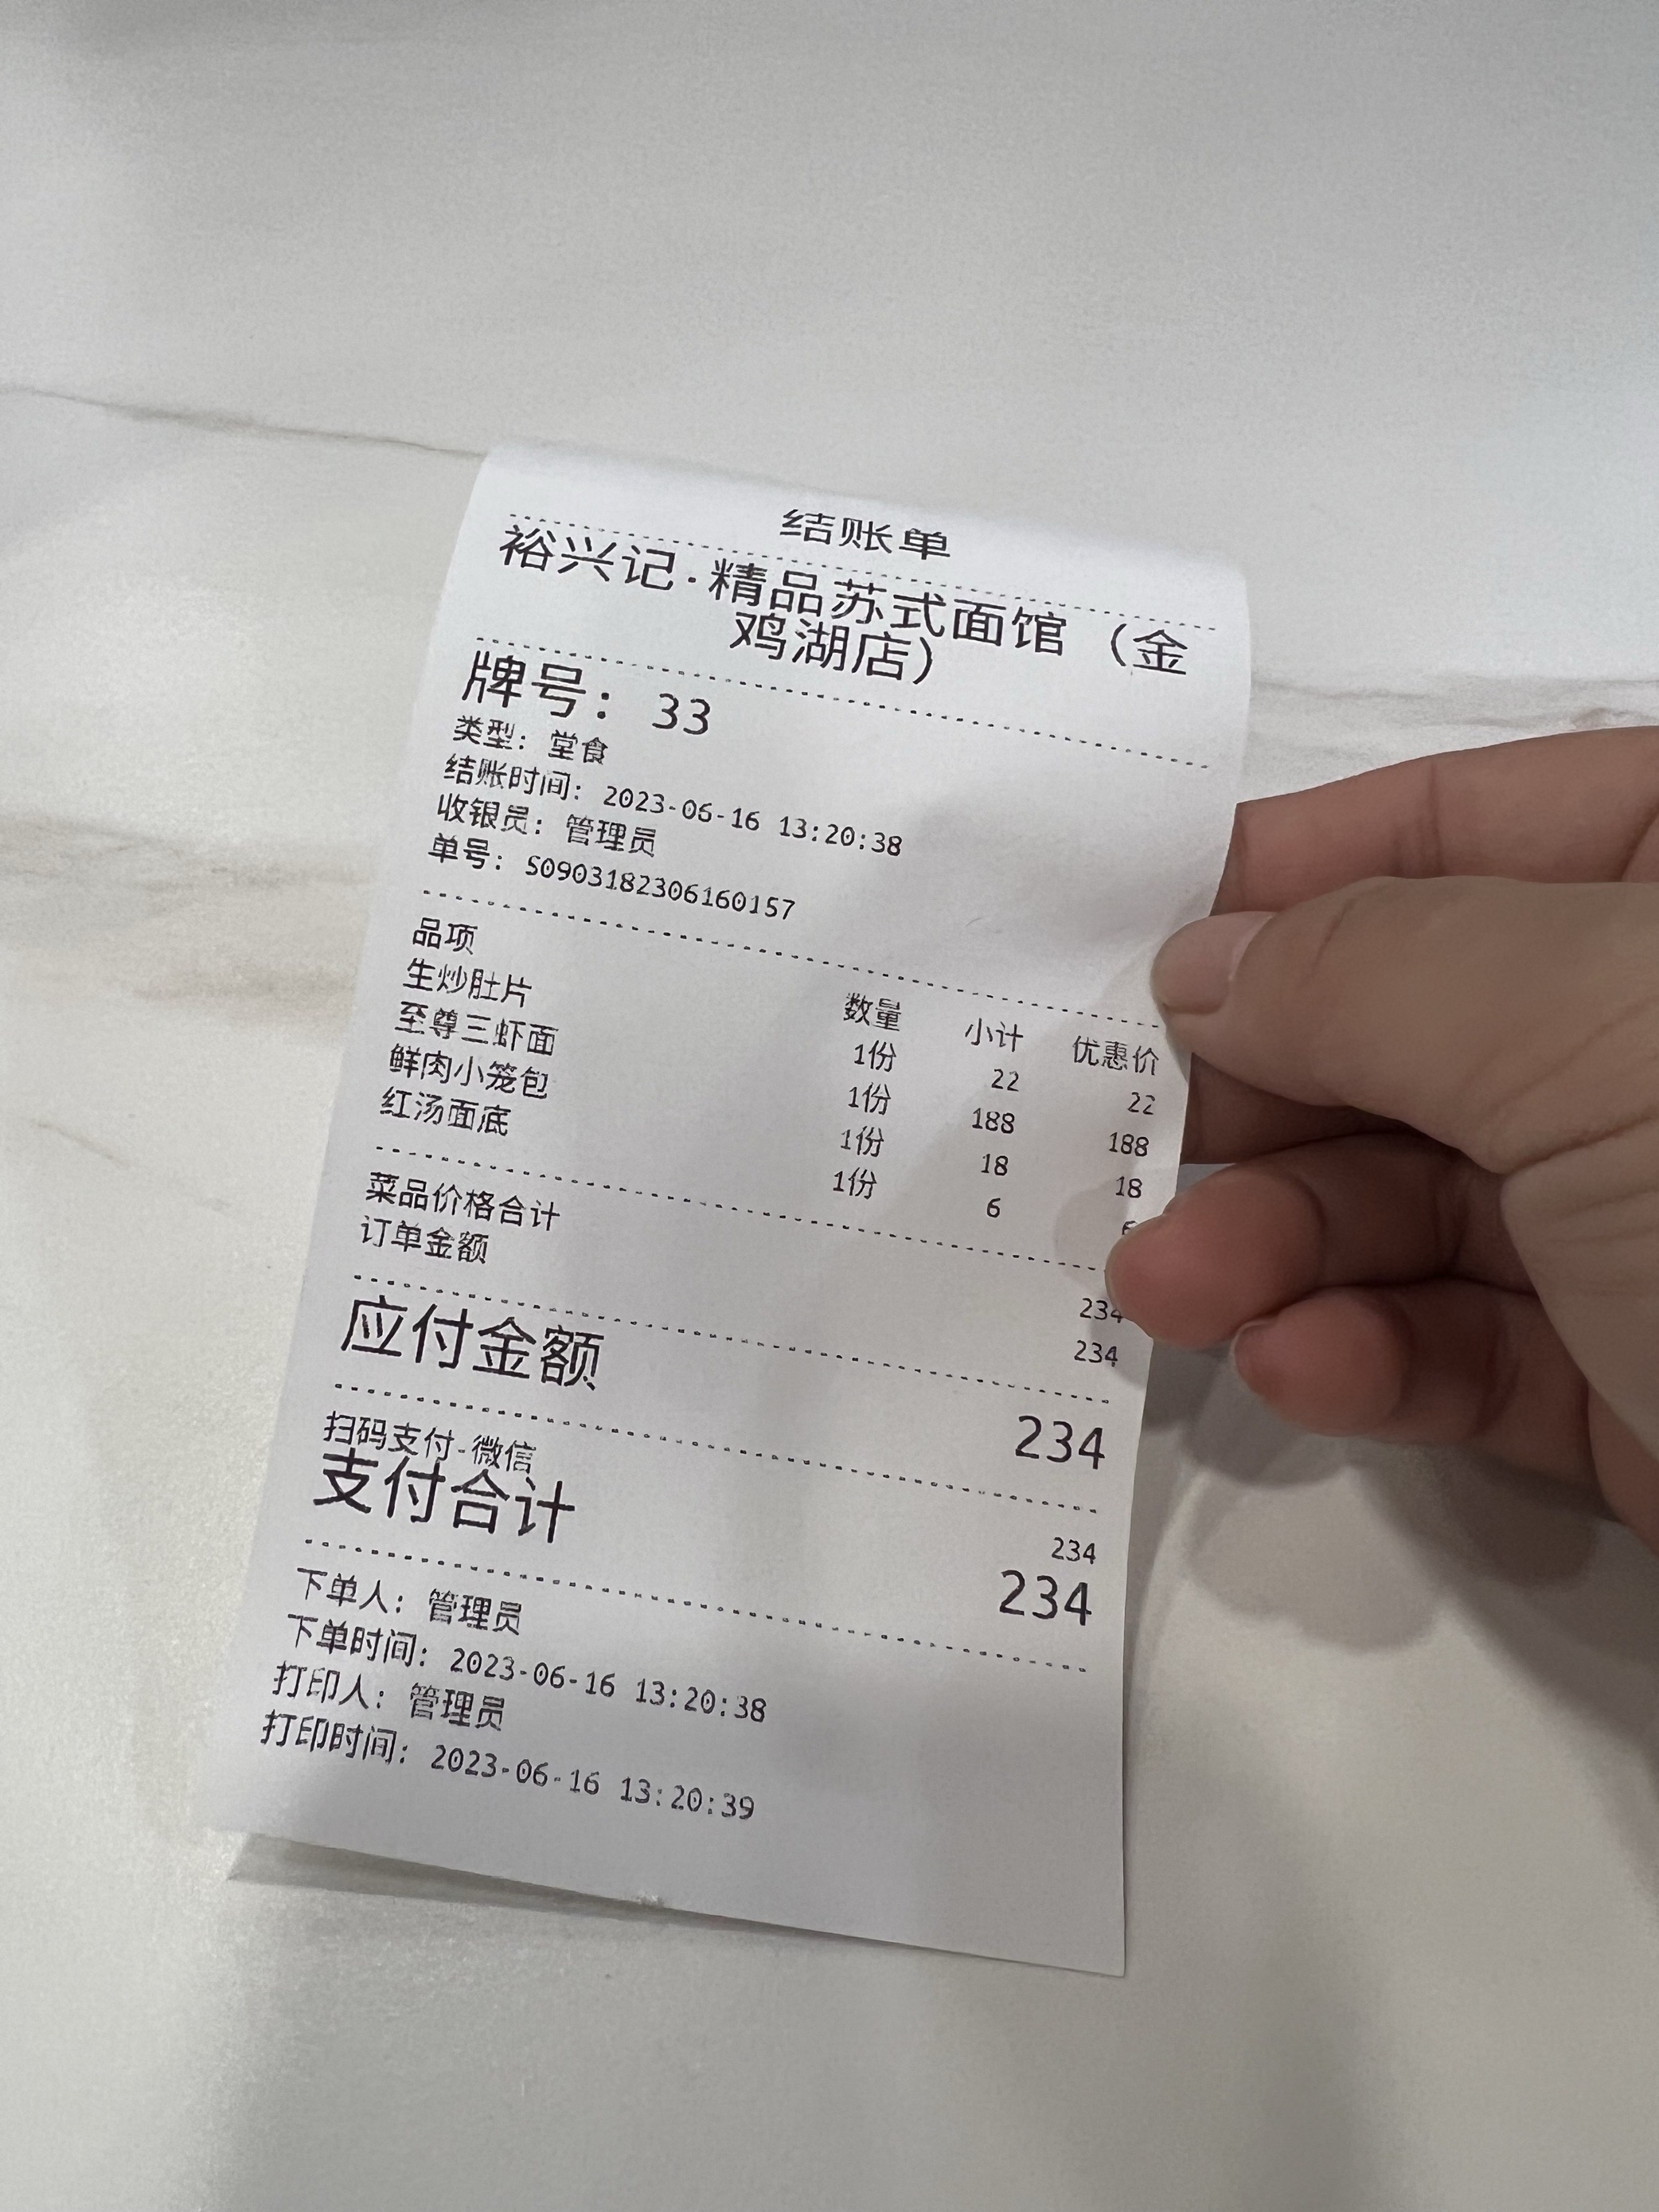 结账单
裕兴记·精品苏式面馆（金
鸡湖店）
牌号： 33
类型：堂食
结账时间：2023-06-16 13:20:38
收银员：管理员
单号：S0903182306160157
品项 数量 小计 优惠价
生炒肚片 1份 22 22
至尊三虾面 1份 188 188
鲜肉小笼包 1份 18 18
红汤面底 1份 6 6
菜品价格合计 234
订单金额 234
应付金额 234
扫码支付-微信 234
支付合计 234
下单人：管理员
下单时间：2023-06-16 13:20:38
打印人：管理员
打印时间：2023-06-16 13:20:39